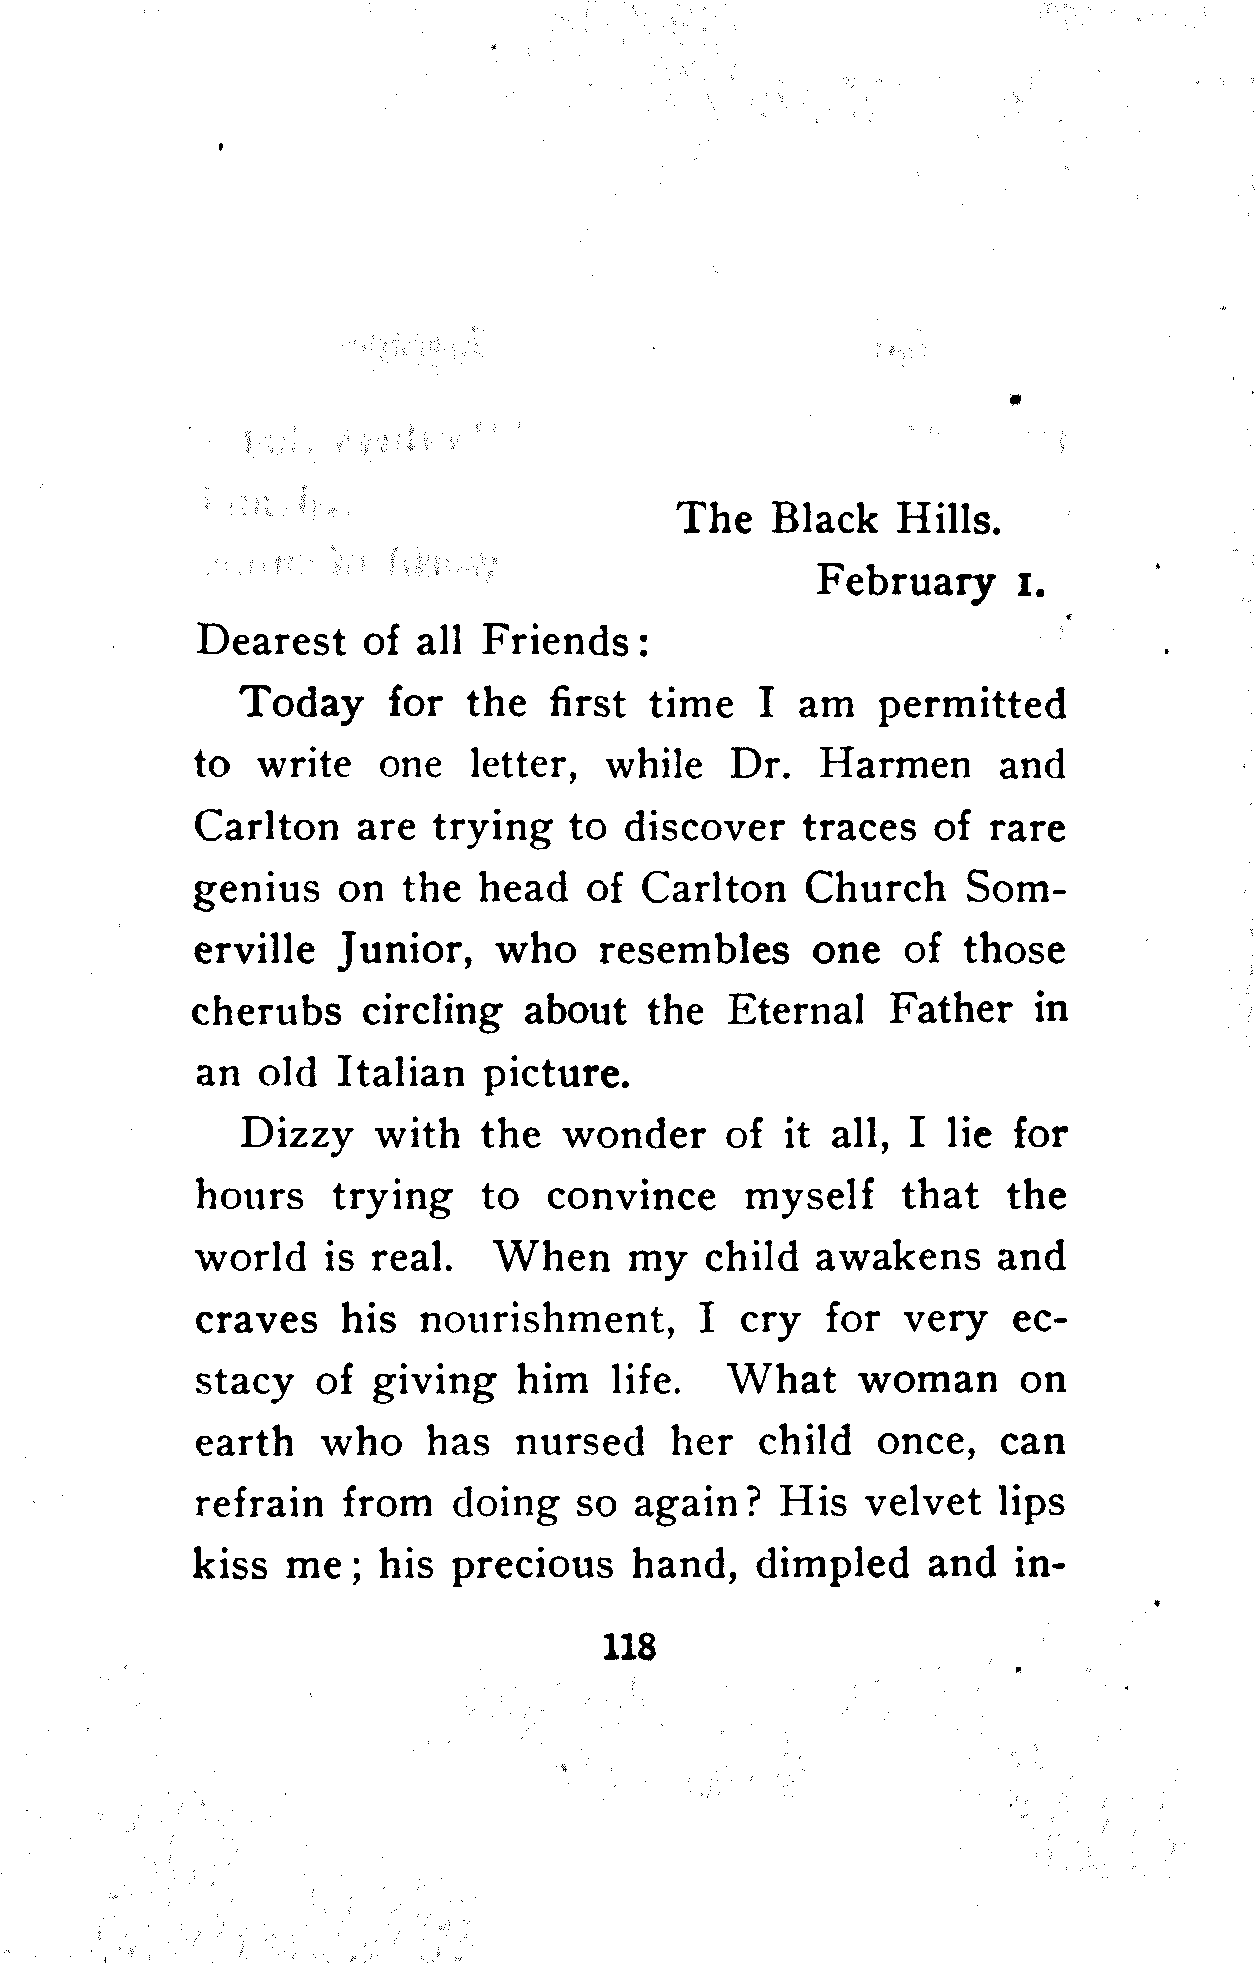 The Black Hills.
February 1.
Dearest of all Friends:
Today for the first time I am permitted
to write one letter, while Dr. Harmen and
Carlton are trying to discover traces of rare
genius on the head of Carlton Church Som-
erville Junior, who resembles one of those
cherubs circling about the Eternal Father in
an old Italian picture.
Dizzy with the wonder of it all, I lie for
hours trying to convince myself that the
world is real. When my child awakens and
craves his nourishment, I cry for very ec-
stacy of giving him life. What woman on
earth who has nursed her child once, can
refrain from doing so again? His velvet lips
kiss me; his precious hand, dimpled and in-
118